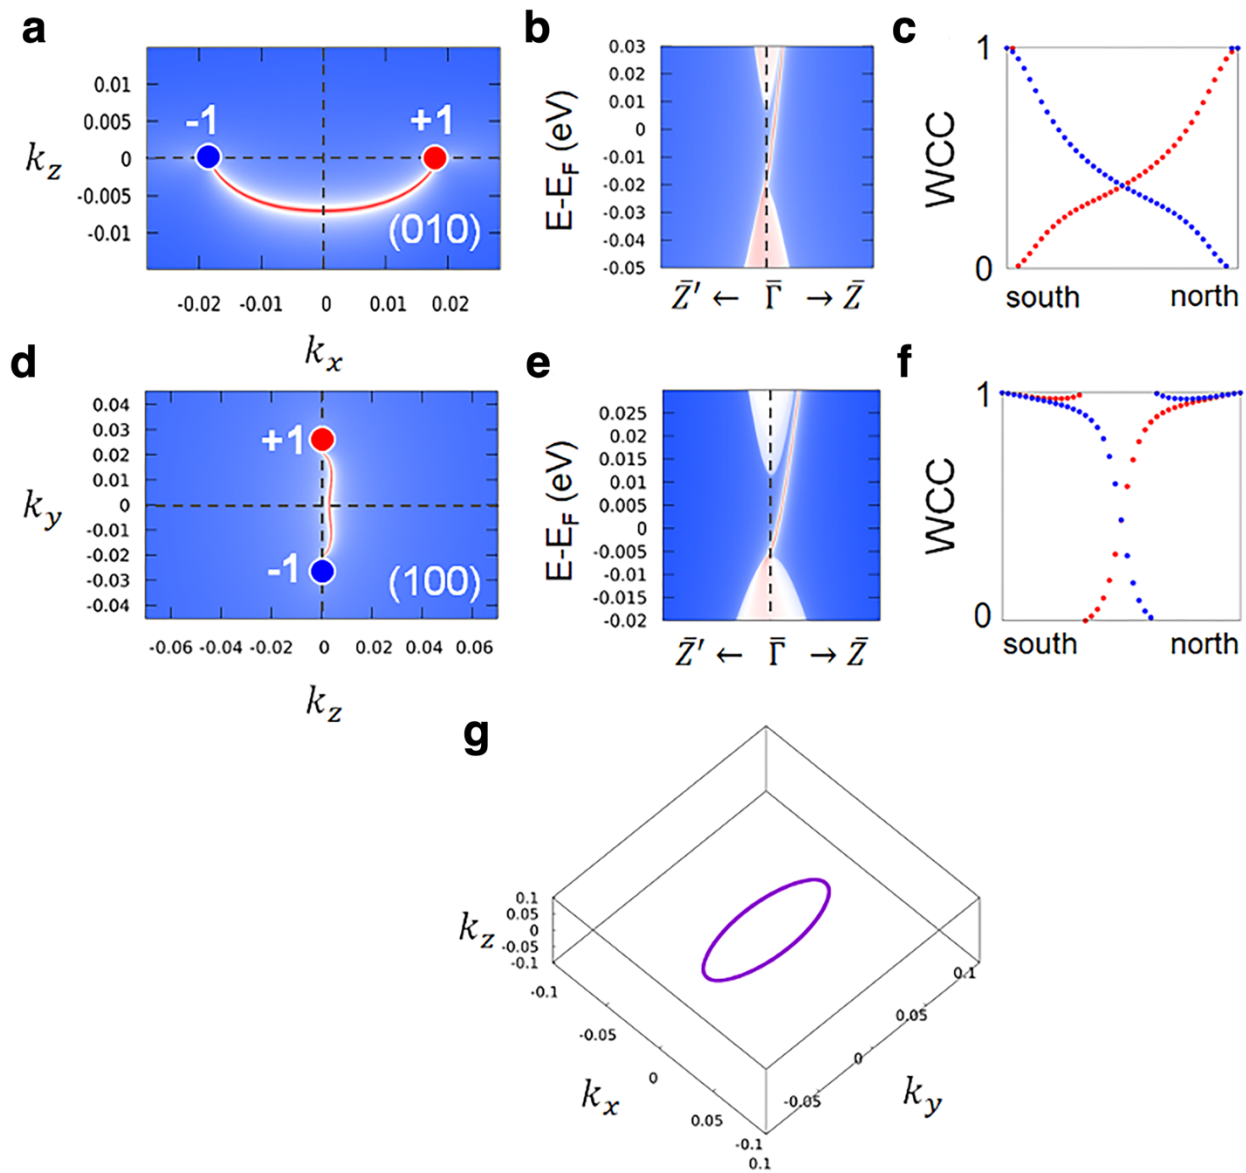 a
-1
+1
0.01
0.005
0
-0.005
-0.01
k_z
(010)
-0.02 -0.01 0 0.01 0.02
k_x
b
0.03
0.02
0.01
0
-0.01
-0.02
-0.03
-0.04
-0.05
E-E_F (eV)
Z̄′ ← Γ̄ → Z̄
c
1
0
WCC
south north
d
0.04
0.03
0.02
0.01
0
-0.01
-0.02
-0.03
-0.04
k_y
+1
-1
(100)
-0.06 -0.04 -0.02 0 0.02 0.04 0.06
k_z
e
0.025
0.02
0.015
0.01
0.005
0
-0.005
-0.01
-0.015
-0.02
E-E_F (eV)
Z̄′ ← Γ̄ → Z̄
f
1
0
WCC
south north
g
0.1
0.05
0
-0.05
-0.1
k_z
-0.1
-0.05
0
0.05
0.1
k_x
0.1
0.05
0
-0.05
-0.1
k_y